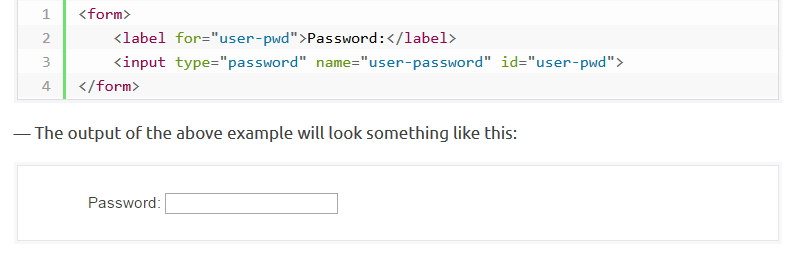 1 <form>
2     <label for="user-pwd">Password:</label>
3     <input type="password" name="user-password" id="user-pwd">
4 </form>
— The output of the above example will look something like this:
Password: